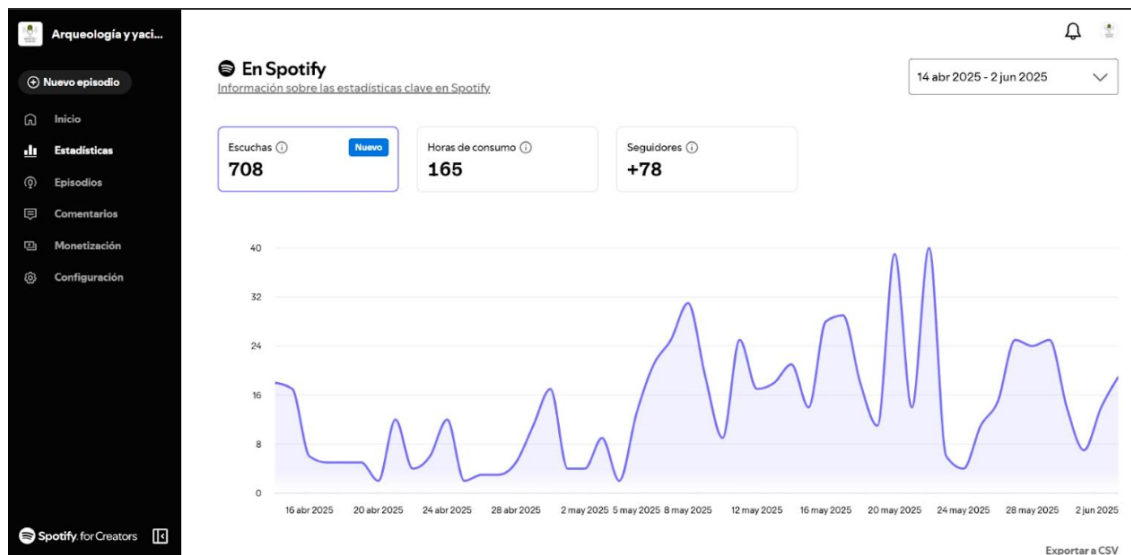 Arqueología y yaci...
Nuevo episodio
Inicio
Estadísticas
Episodios
Comentarios
Monetización
Configuración
Spotify for Creators
En Spotify
Información sobre las estadísticas clave en Spotify
14 abr 2025 - 2 jun 2025
Escuchas Nuevo
708
Horas de consumo
165
Seguidores
+78
40
32
24
16
8
0
16 abr 2025 20 abr 2025 24 abr 2025 28 abr 2025 2 may 2025 5 may 2025 8 may 2025 12 may 2025 16 may 2025 20 may 2025 24 may 2025 28 may 2025 2 jun 2025
Exportar a CSV